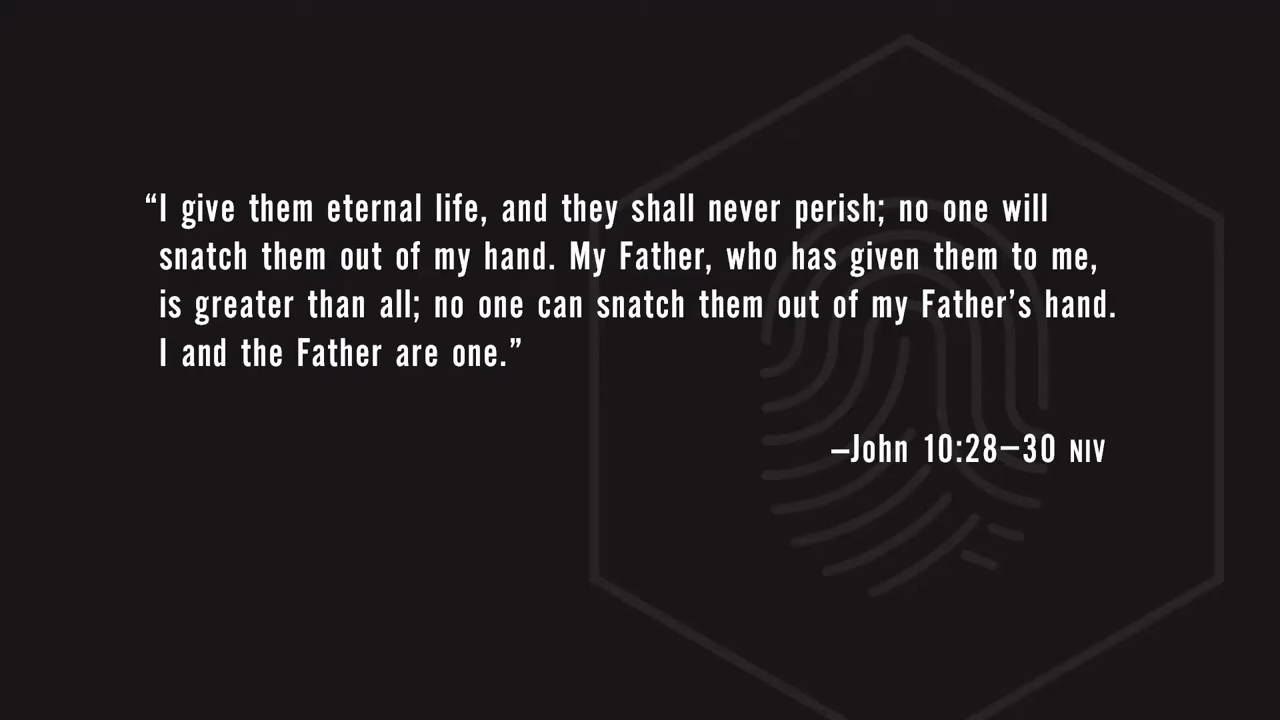 “I give them eternal life, and they shall never perish; no one will
snatch them out of my hand. My Father, who has given them to me,
is greater than all; no one can snatch them out of my Father’s hand.
I and the Father are one.”
–John 10:28–30 NIV